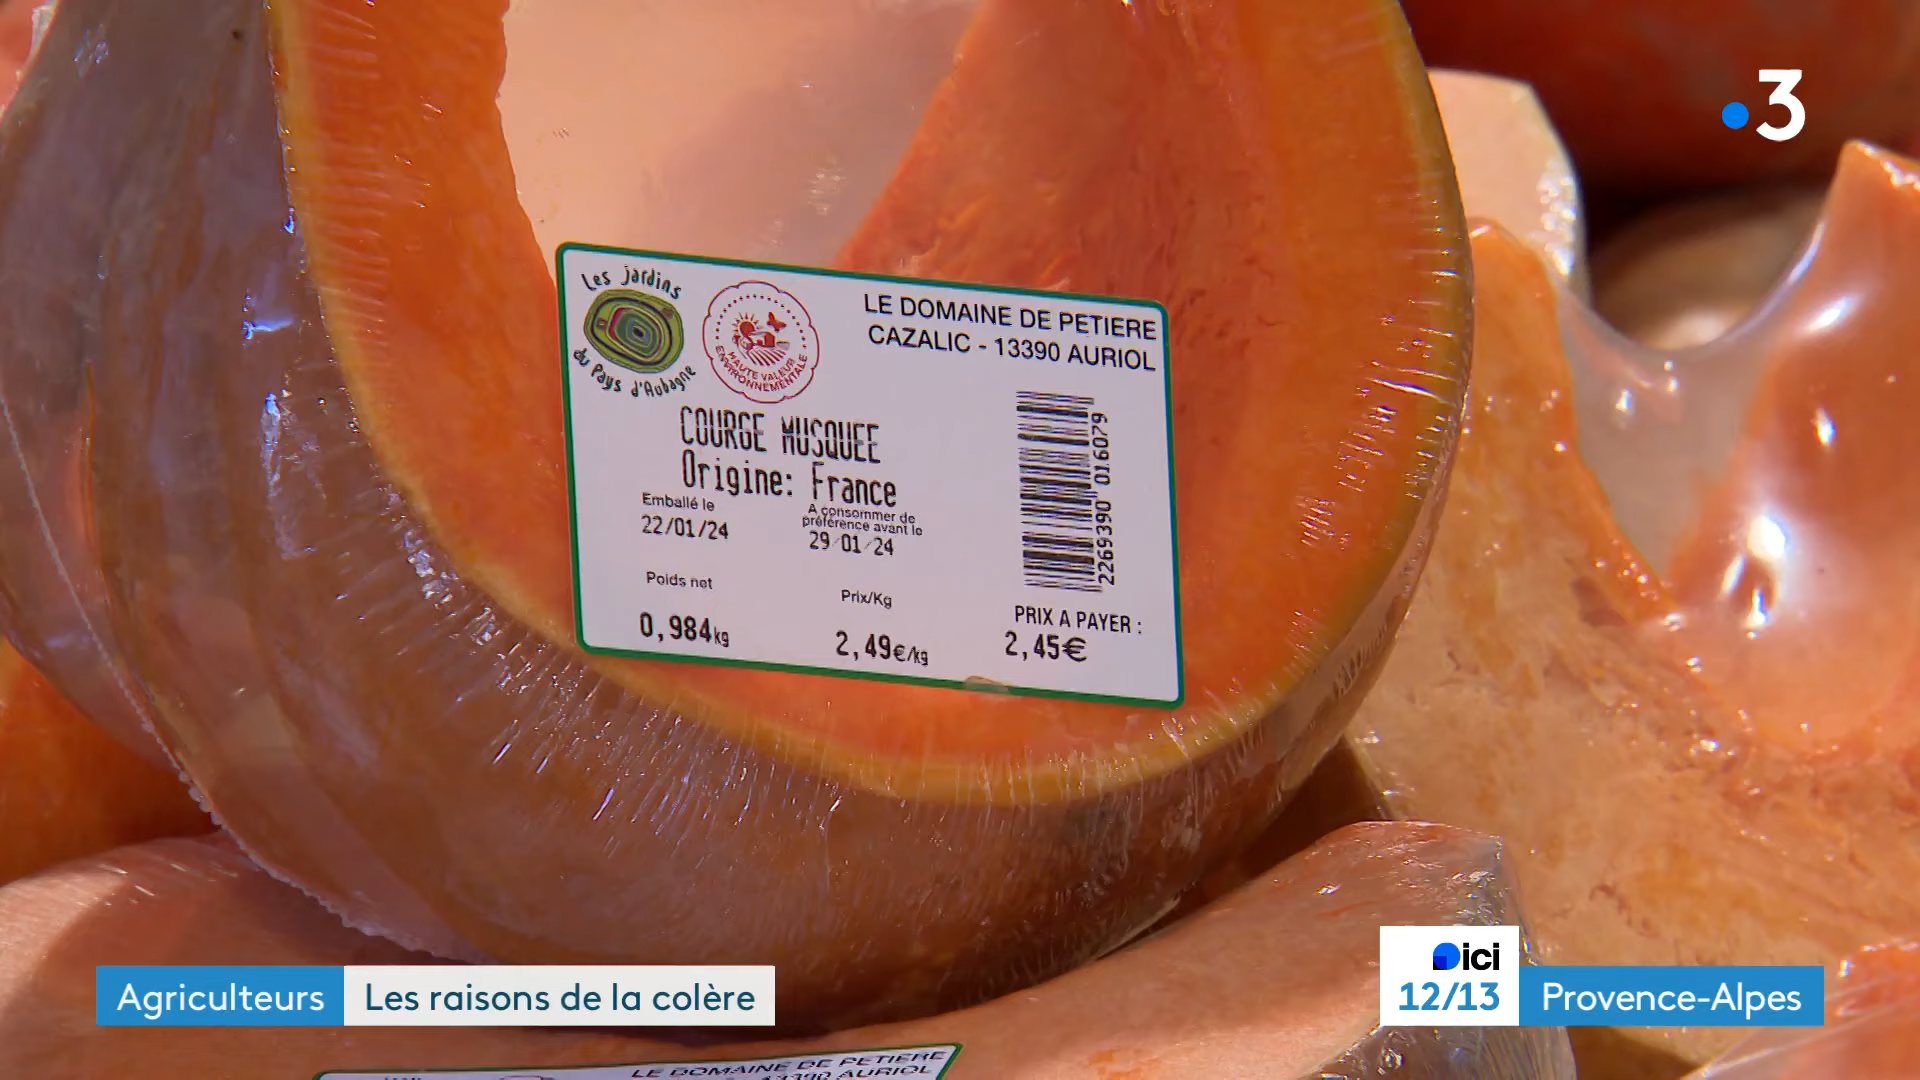 3
Les jardins
du Pays d'Aubagne
HAUTE VALEUR
ENVIRONNEMENTALE
LE DOMAINE DE PETIERE
CAZALIC - 13390 AURIOL
COURGE MUSQUEE
Origine: France
Emballé le
22/01/24
A consommer de
préférence avant le
29/01/24
2269390 016079
Poids net
0,984kg
Prix/Kg
2,49€/kg
PRIX A PAYER :
2,45€
Agriculteurs
Les raisons de la colère
ici
12/13
Provence-Alpes
LE DOMAINE DE PETIERE
13390 AURIOL